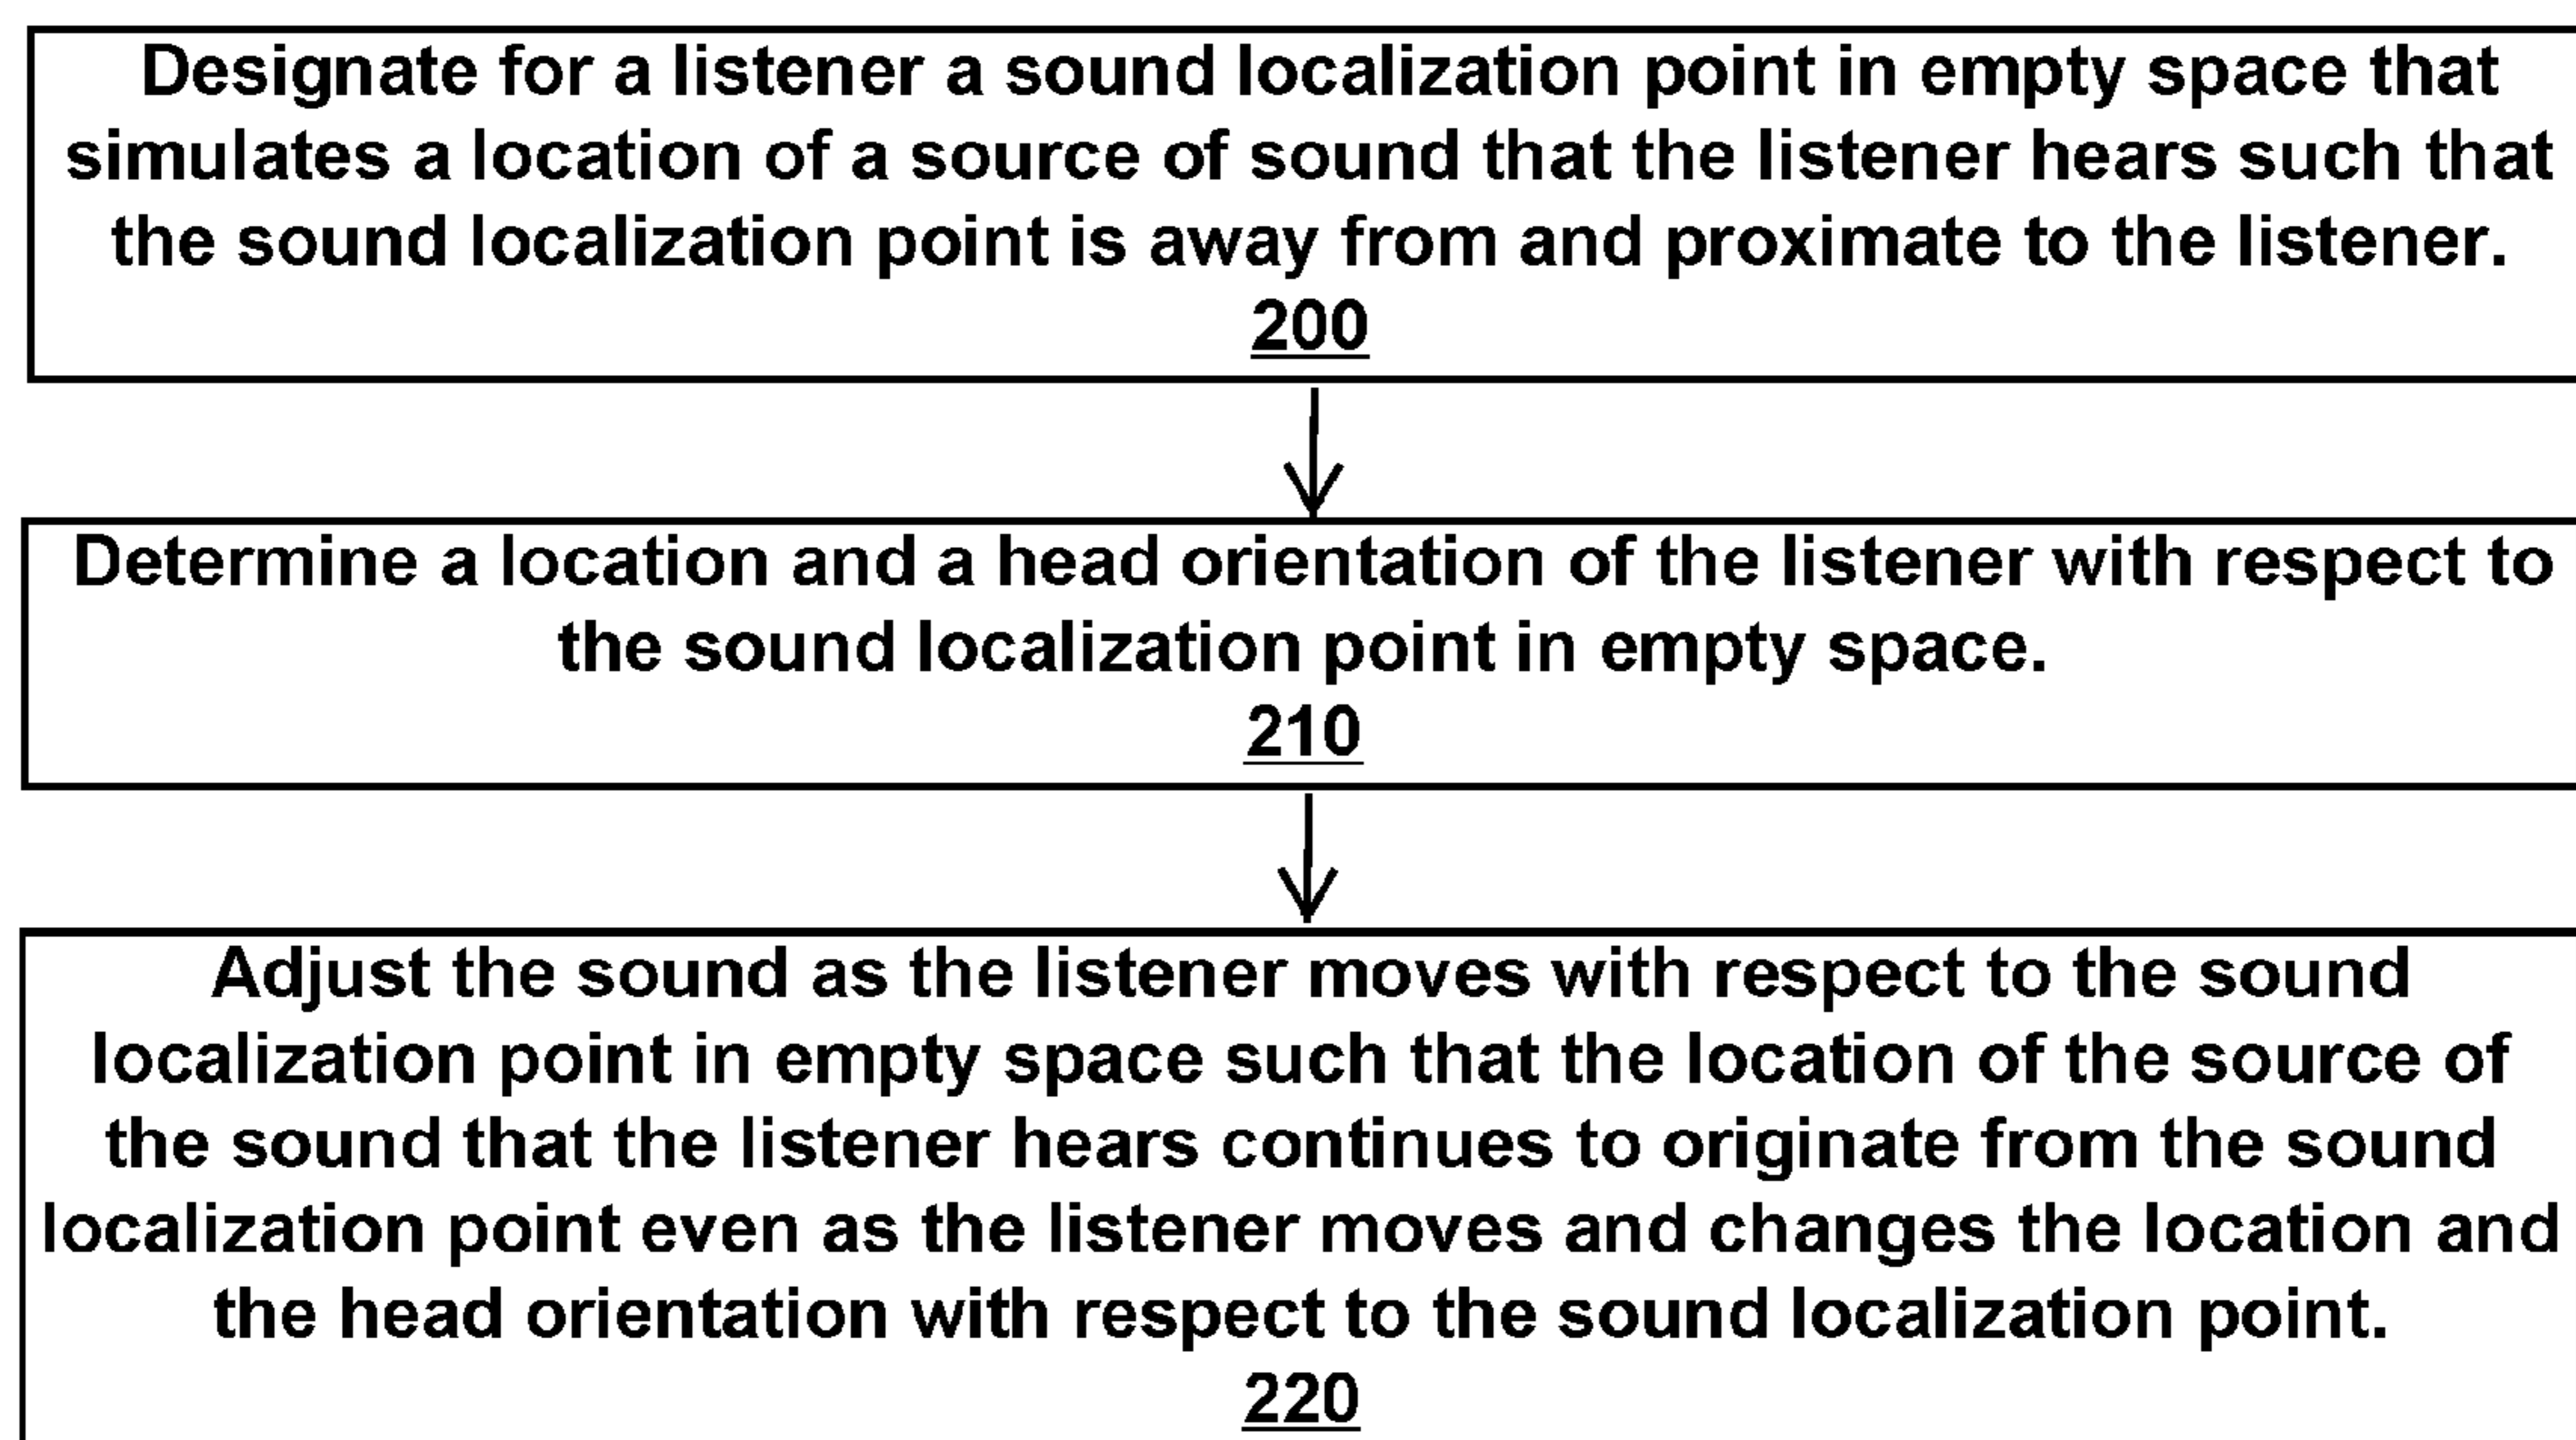 Designate for a listener a sound localization point in empty space that
simulates a location of a source of sound that the listener hears such that
the sound localization point is away from and proximate to the listener.
200
Determine a location and a head orientation of the listener with respect to
the sound localization point in empty space.
210
Adjust the sound as the listener moves with respect to the sound
localization point in empty space such that the location of the source of
the sound that the listener hears continues to originate from the sound
localization point even as the listener moves and changes the location and
the head orientation with respect to the sound localization point.
220